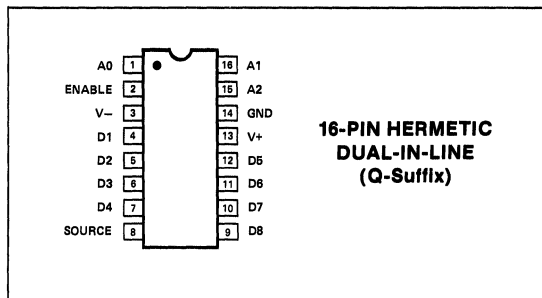 A0 1 16 A1
ENABLE 2 15 A2
V− 3 14 GND
D1 4 13 V+
D2 5 12 D5
D3 6 11 D6
D4 7 10 D7
SOURCE 8 9 D8
16-PIN HERMETIC
DUAL-IN-LINE
(Q-Suffix)